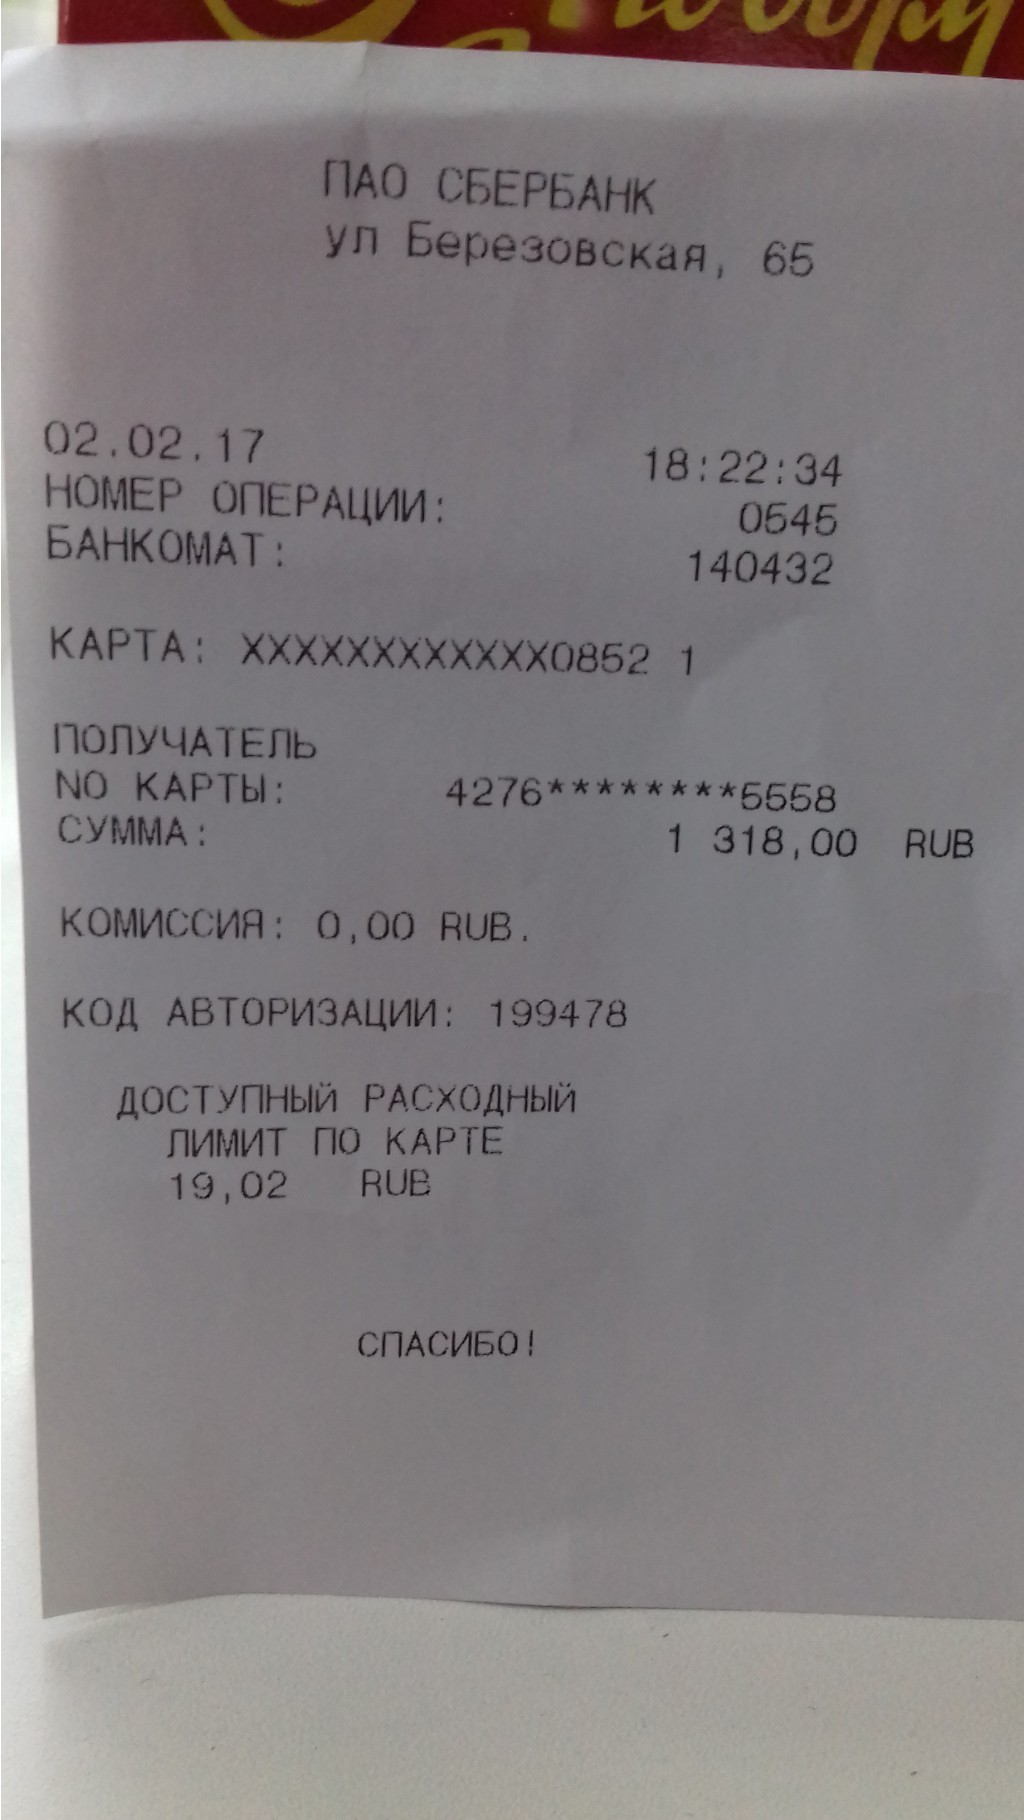 ПАО СБЕРБАНК
ул Березовская, 65
02.02.17 18:22:34
НОМЕР ОПЕРАЦИИ: 0545
БАНКОМАТ: 140432
КАРТА: XXXXXXXXXXXX0852 1
ПОЛУЧАТЕЛЬ
NO КАРТЫ: 4276********5558
СУММА: 1 318,00 RUB
КОМИССИЯ: 0,00 RUB.
КОД АВТОРИЗАЦИИ: 199478
ДОСТУПНЫЙ РАСХОДНЫЙ
ЛИМИТ ПО КАРТЕ
19,02 RUB
СПАСИБО!